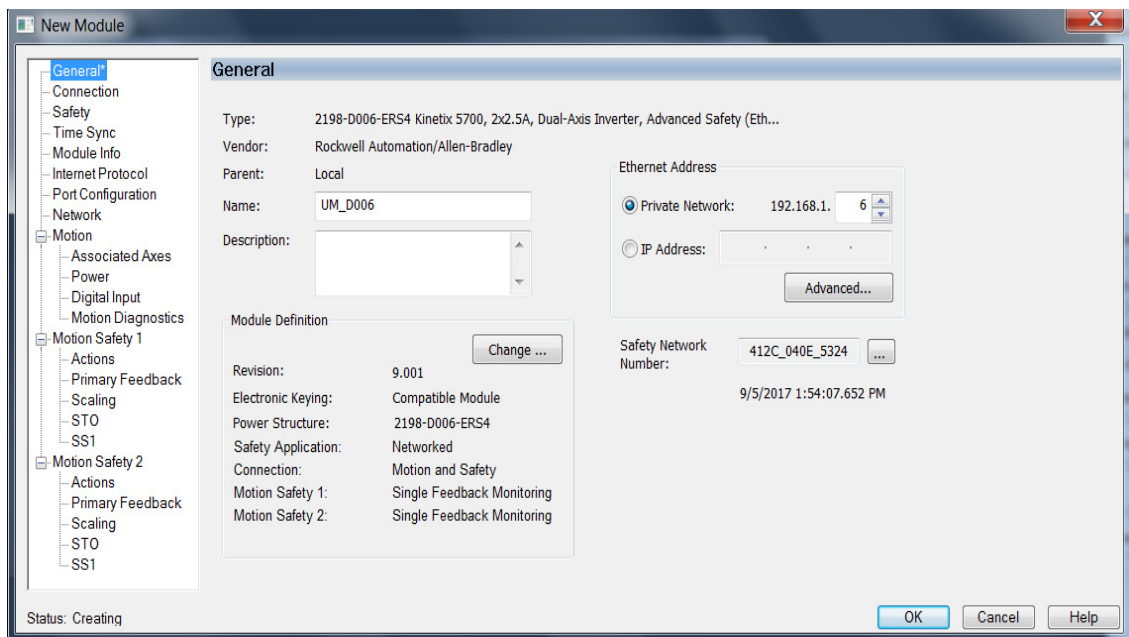 New Module
General*
Connection
Safety
Time Sync
Module Info
Internet Protocol
Port Configuration
Network
Motion
Associated Axes
Power
Digital Input
Motion Diagnostics
Motion Safety 1
Actions
Primary Feedback
Scaling
STO
SS1
Motion Safety 2
Actions
Primary Feedback
Scaling
STO
SS1
General
Type: 2198-D006-ERS4 Kinetix 5700, 2x2.5A, Dual-Axis Inverter, Advanced Safety (Eth...
Vendor: Rockwell Automation/Allen-Bradley
Parent: Local
Name: UM_D006
Description:
Module Definition
Change ...
Revision: 9.001
Electronic Keying: Compatible Module
Power Structure: 2198-D006-ERS4
Safety Application: Networked
Connection: Motion and Safety
Motion Safety 1: Single Feedback Monitoring
Motion Safety 2: Single Feedback Monitoring
Ethernet Address
Private Network: 192.168.1. 6
IP Address: . . .
Advanced...
Safety Network
Number: 412C_040E_5324 ...
9/5/2017 1:54:07.652 PM
Status: Creating
OK Cancel Help